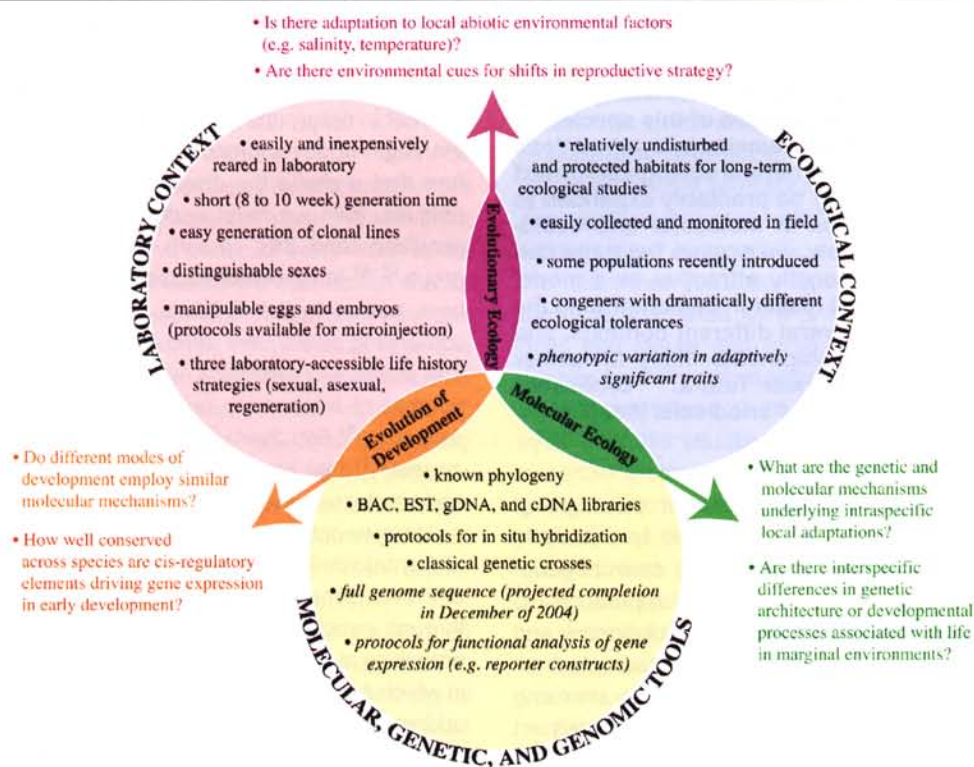 • Is there adaptation to local abiotic environmental factors
(e.g. salinity, temperature)?
• Are there environmental cues for shifts in reproductive strategy?
LABORATORY CONTEXT
• easily and inexpensively
reared in laboratory
• short (8 to 10 week) generation time
• easy generation of clonal lines
• distinguishable sexes
• manipulable eggs and embryos
(protocols available for microinjection)
• three laboratory-accessible life history
strategies (sexual, asexual,
regeneration)
Evolutionary Ecology
ECOLOGICAL CONTEXT
• relatively undisturbed
and protected habitats for long-term
ecological studies
• easily collected and monitored in field
• some populations recently introduced
• congeners with dramatically different
ecological tolerances
• phenotypic variation in adaptively
significant traits
Evolution of
Development
Molecular Ecology
• Do different modes of
development employ similar
molecular mechanisms?
• How well conserved
across species are cis-regulatory
elements driving gene expression
in early development?
• known phylogeny
• BAC, EST, gDNA, and cDNA libraries
• protocols for in situ hybridization
• classical genetic crosses
• full genome sequence (projected completion
in December of 2004)
• protocols for functional analysis of gene
expression (e.g. reporter constructs)
MOLECULAR, GENETIC, AND GENOMIC TOOLS
• What are the genetic and
molecular mechanisms
underlying intraspecific
local adaptations?
• Are there interspecific
differences in genetic
architecture or developmental
processes associated with life
in marginal environments?